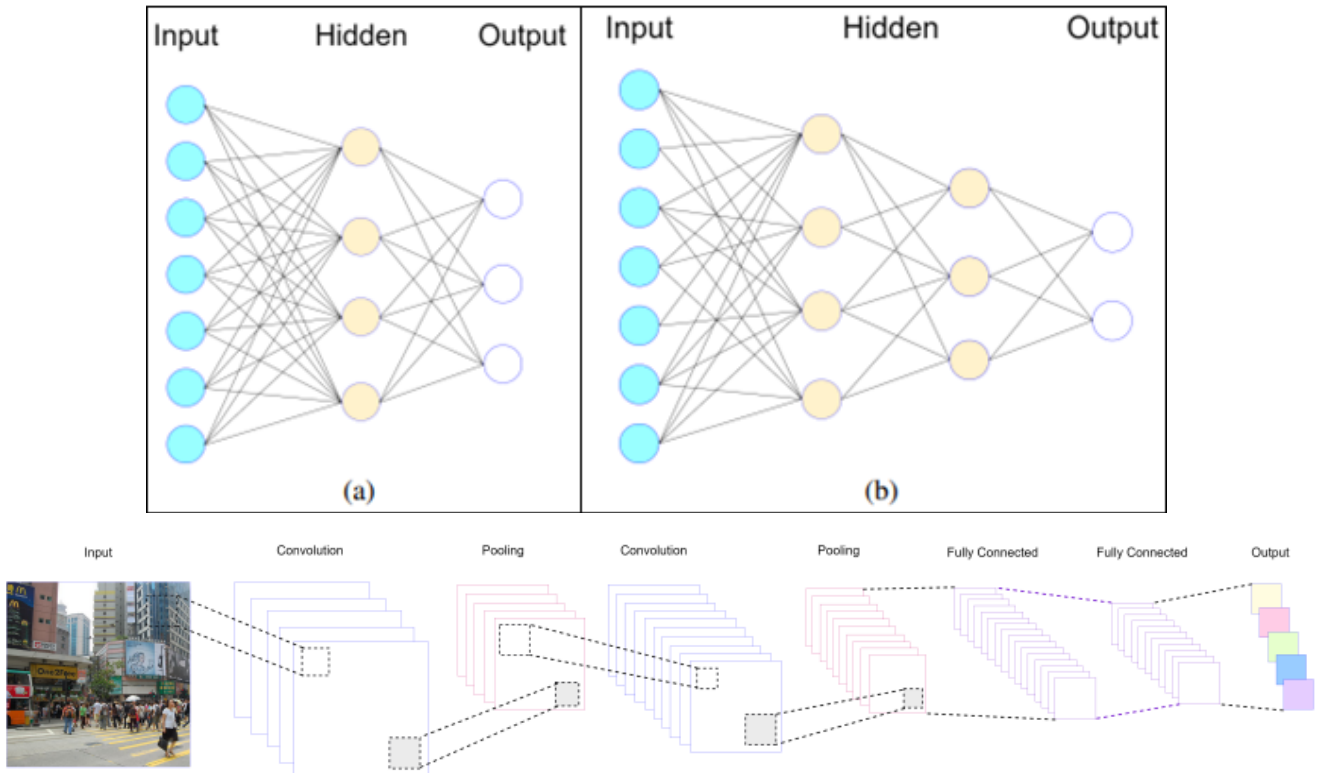 Input Hidden Output
Input Hidden Output
(a)
(b)
Input Convolution Pooling Convolution Pooling Fully Connected Fully Connected Output